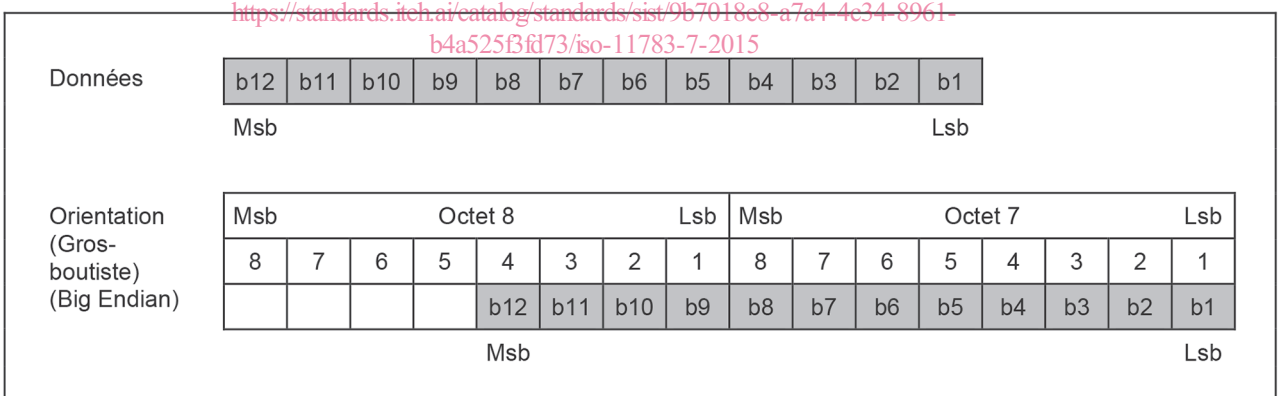 https://standards.iteh.ai/catalog/standards/sist/9b7018e8-a7a4-4e34-8961-
b4a525f3fd73/iso-11783-7-2015
Données b12 b11 b10 b9 b8 b7 b6 b5 b4 b3 b2 b1
Msb Lsb
Orientation Msb Octet 8 Lsb Msb Octet 7 Lsb
(Gros-
boutiste) 8 7 6 5 4 3 2 1 8 7 6 5 4 3 2 1
(Big Endian) b12 b11 b10 b9 b8 b7 b6 b5 b4 b3 b2 b1
Msb Lsb